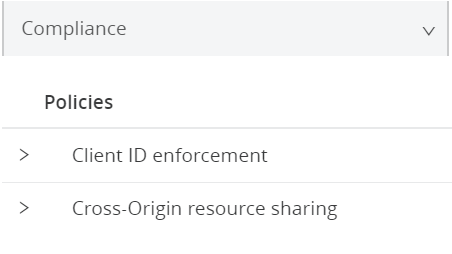 Compliance
Policies
Client ID enforcement
Cross-Origin resource sharing